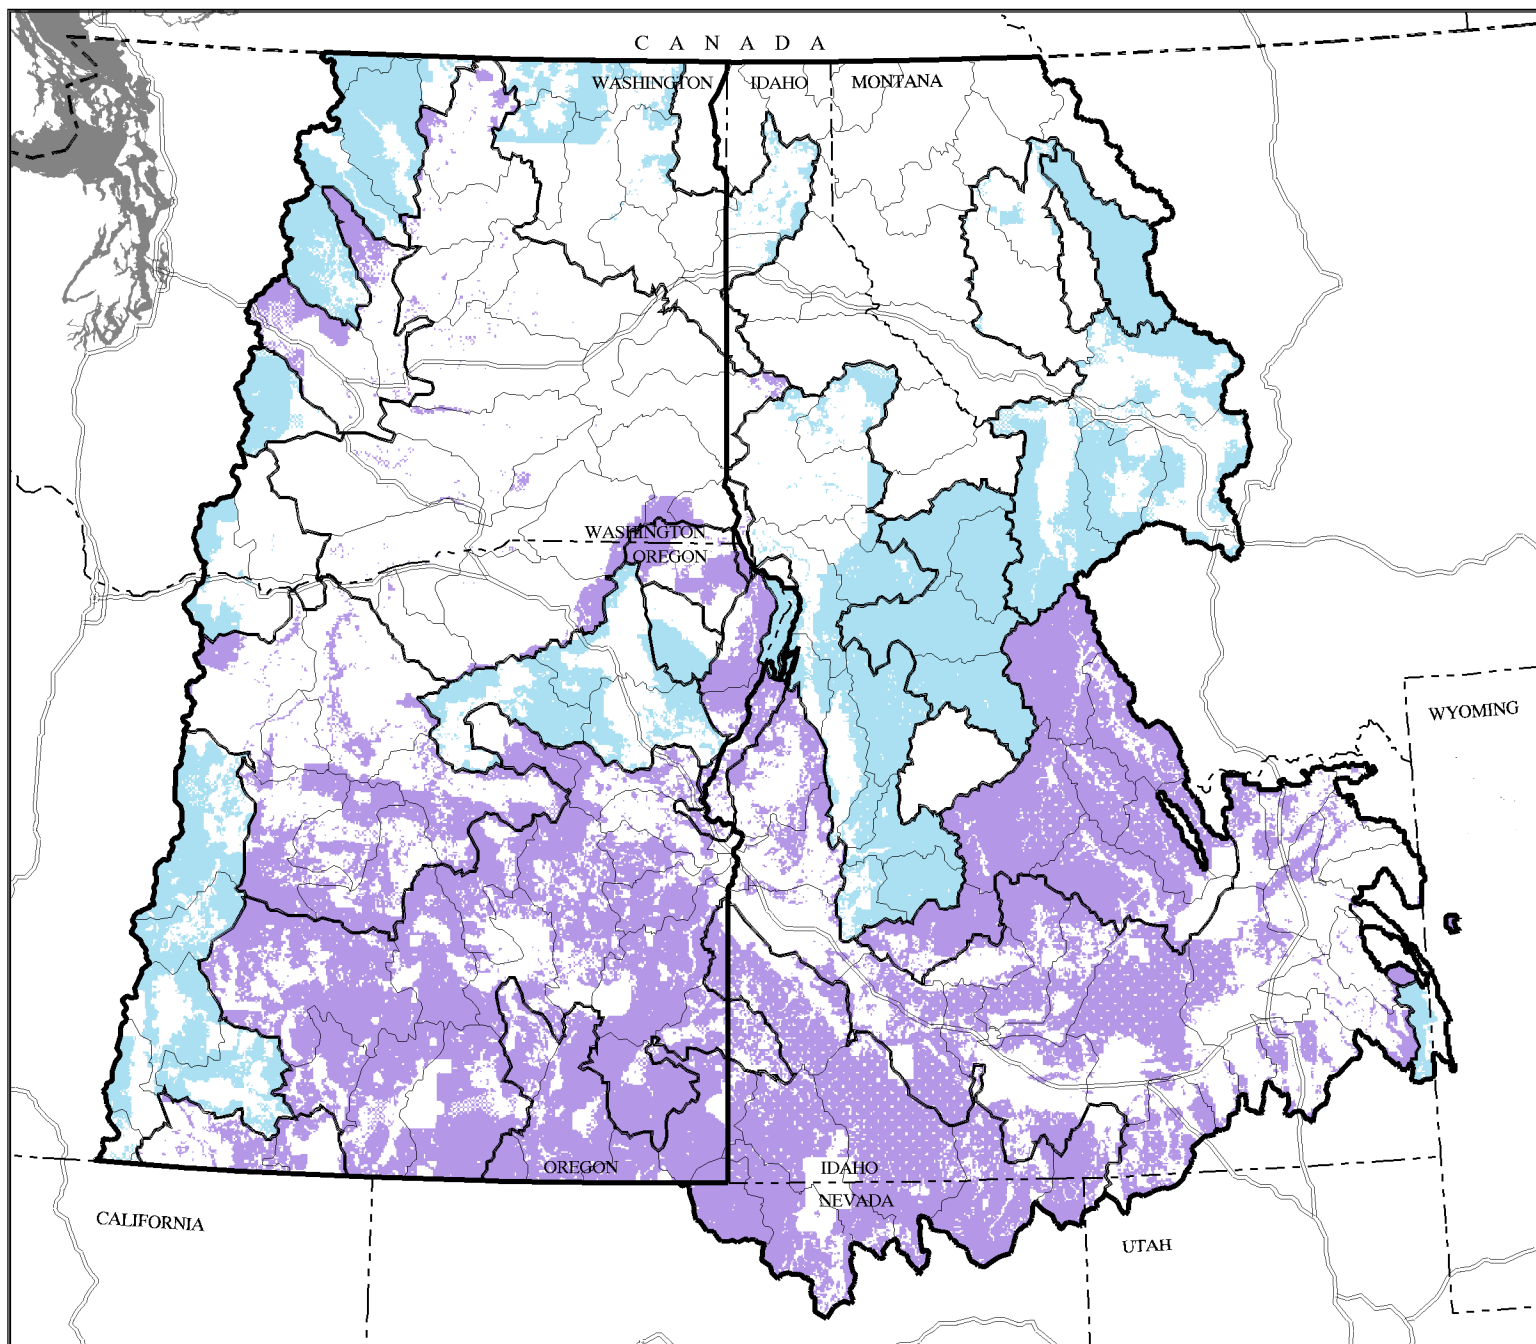 C A N A D A
WASHINGTON
IDAHO
MONTANA
WASHINGTON
OREGON
WYOMING
OREGON
IDAHO
NEVADA
CALIFORNIA
UTAH